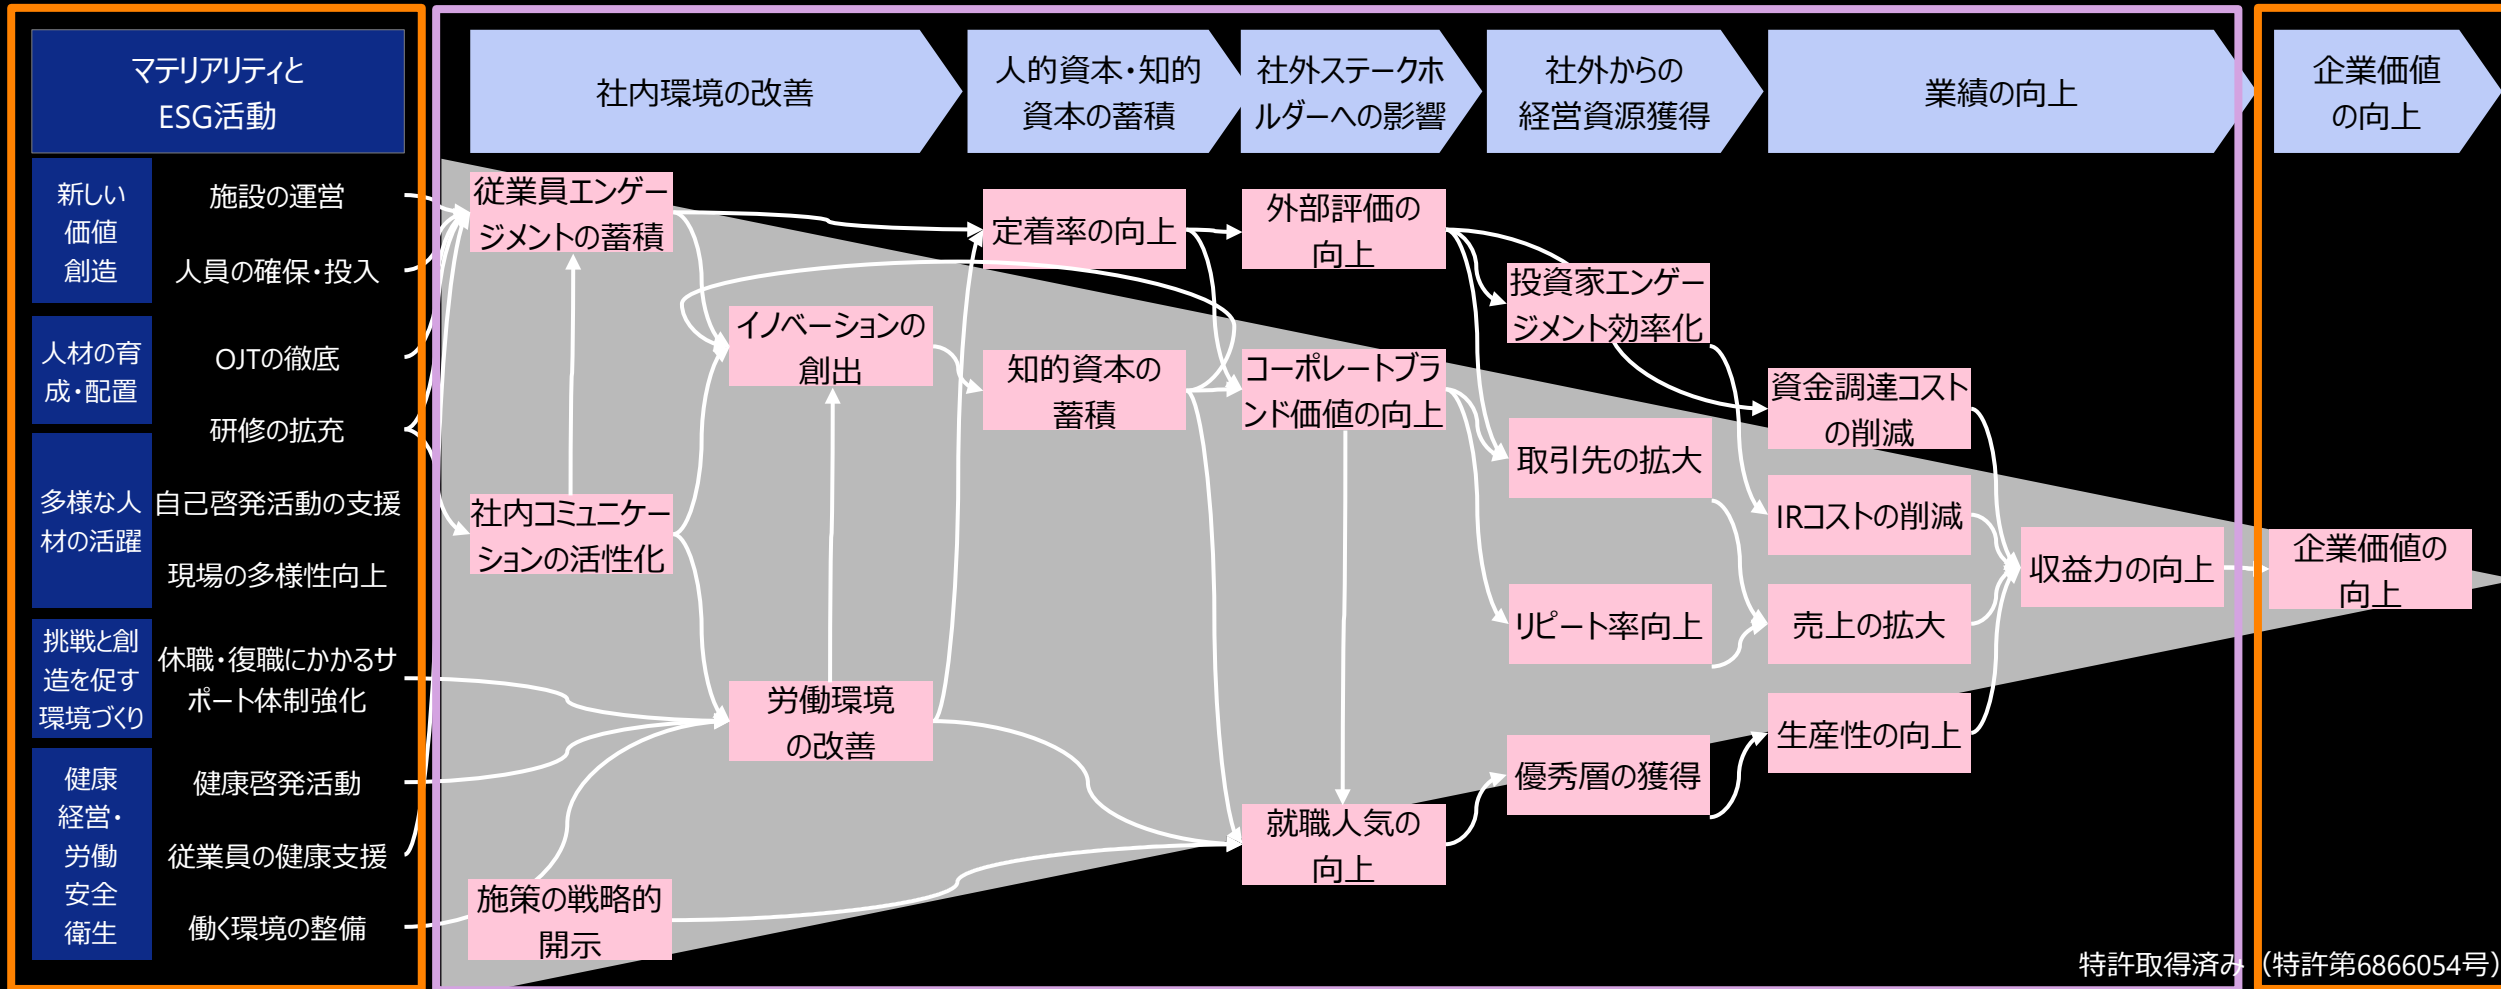 マテリアリティと
ESG活動
社内環境の改善
人的資本・知的
資本の蓄積
社外ステークホ
ルダーへの影響
社外からの
経営資源獲得
業績の向上
企業価値
の向上
新しい
価値
創造
施設の運営
人員の確保・投入
人材の育
成・配置
OJTの徹底
研修の拡充
多様な人
材の活躍
自己啓発活動の支援
現場の多様性向上
挑戦と創
造を促す
環境づくり
休職・復職にかかるサ
ポート体制強化
健康
経営・
労働
安全
衛生
健康啓発活動
従業員の健康支援
働く環境の整備
従業員エンゲー
ジメントの蓄積
社内コミュニケー
ションの活性化
施策の戦略的
開示
イノベーションの
創出
労働環境
の改善
定着率の向上
知的資本の
蓄積
外部評価の
向上
コーポレートブラ
ンド価値の向上
就職人気の
向上
投資家エンゲー
ジメント効率化
取引先の拡大
リピート率向上
優秀層の獲得
資金調達コスト
の削減
IRコストの削減
売上の拡大
生産性の向上
収益力の向上
企業価値の
向上
特許取得済み（特許第6866054号）